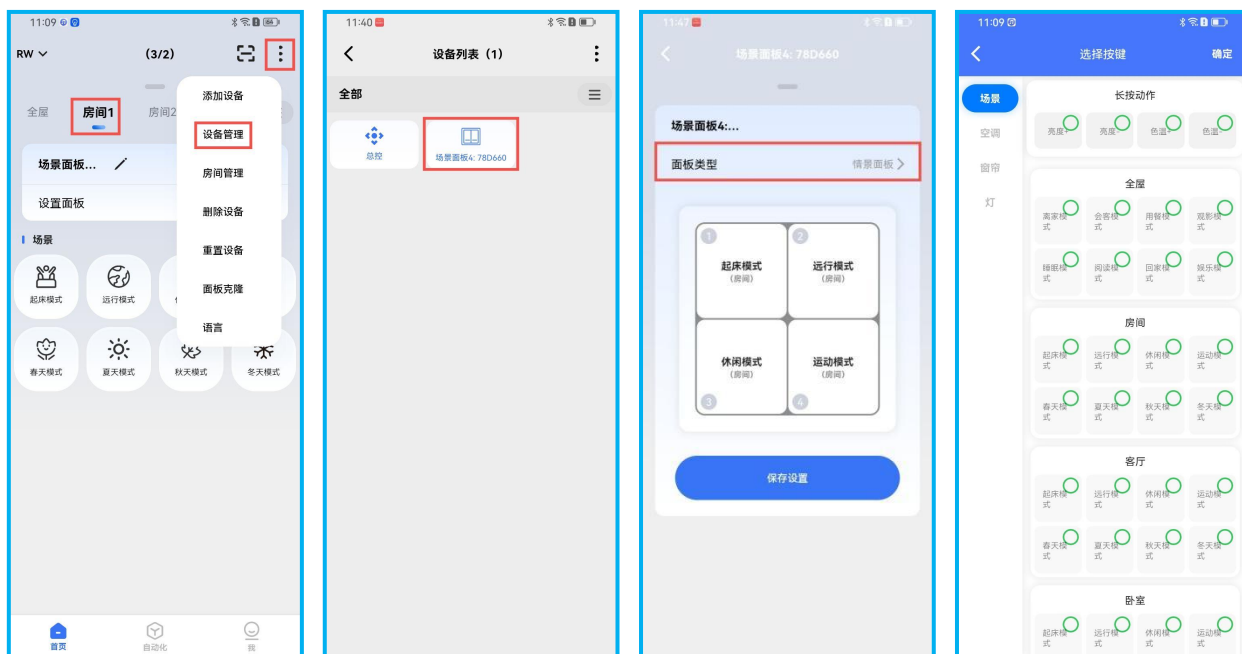 11:09
64
RW
(3/2)
添加设备
全屋
房间1
房间2
设备管理
场景面板...
房间管理
设置面板
删除设备
场景
重置设备
起床模式
远行模式
面板克隆
语言
春天模式
夏天模式
秋天模式
冬天模式
首页
自动化
我
11:40
设备列表（1）
全部
总控
场景面板4: 78D660
11:47
场景面板4: 78D660
场景面板4:...
面板类型
情景面板
1
2
起床模式
（房间）
远行模式
（房间）
休闲模式
（房间）
运动模式
（房间）
3
4
保存设置
11:09
选择按键
确定
场景
空调
窗帘
灯
长按动作
亮度+
亮度-
色温+
色温-
全屋
离家模式
会客模式
用餐模式
观影模式
睡眠模式
阅读模式
回家模式
娱乐模式
房间
起床模式
远行模式
休闲模式
运动模式
春天模式
夏天模式
秋天模式
冬天模式
客厅
起床模式
远行模式
休闲模式
运动模式
春天模式
夏天模式
秋天模式
冬天模式
卧室
起床模式
远行模式
休闲模式
运动模式